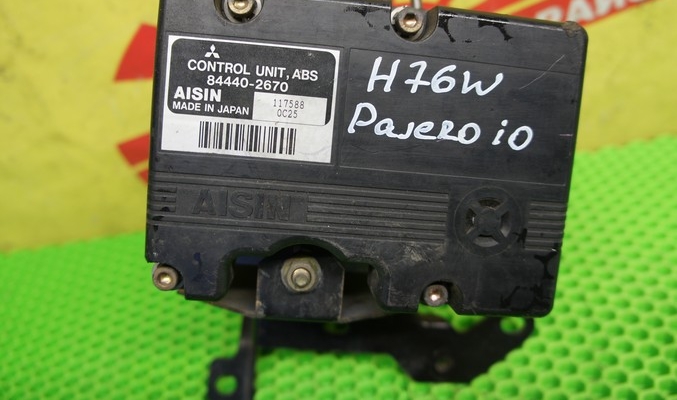 CONTROL UNIT, ABS
84440-2670
AISIN
MADE IN JAPAN
117588
0C25
H76W
Pajero io
AISIN